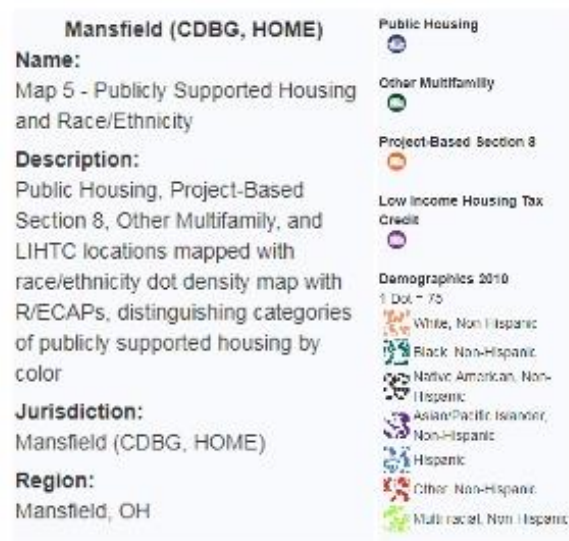 Mansfield (CDBG, HOME)
Name:
Map 5 - Publicly Supported Housing
and Race/Ethnicity
Description:
Public Housing, Project-Based
Section 8, Other Multifamily, and
LIHTC locations mapped with
race/ethnicity dot density map with
R/ECAPs, distinguishing categories
of publicly supported housing by
color
Jurisdiction:
Mansfield (CDBG, HOME)
Region:
Mansfield, OH
Public Housing
Other Multifamily
Project-Based Section 8
Low Income Housing Tax
Credit
Demographics 2010
1 Dot = 75
White, Non-Hispanic
Black, Non-Hispanic
Native American, Non-
Hispanic
Asian/Pacific Islander,
Non-Hispanic
Hispanic
Other, Non-Hispanic
Multi-racial, Non-Hispanic